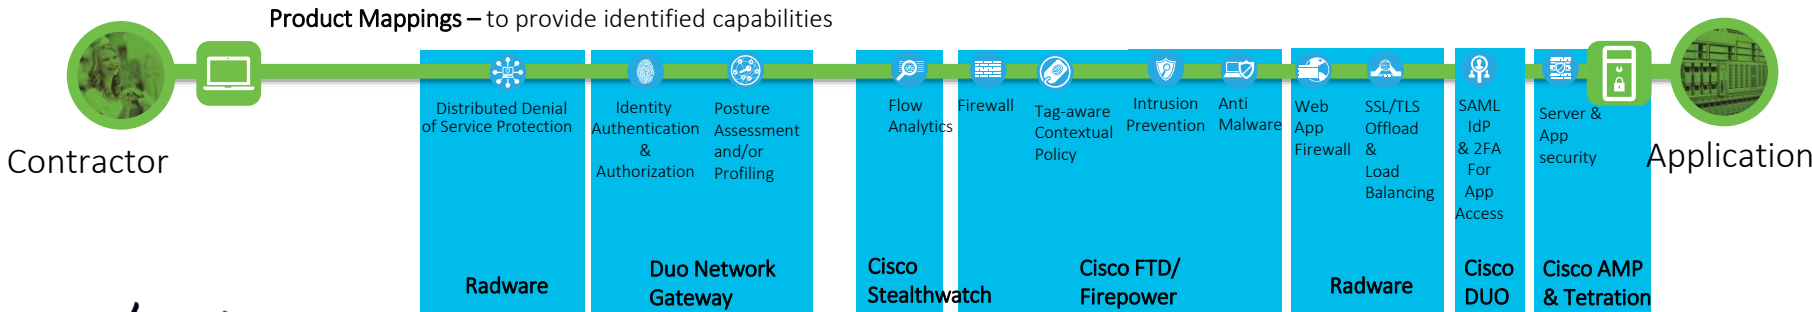 Product Mappings – to provide identified capabilities
Contractor
Distributed Denial
of Service Protection
Radware
Identity
Authentication
&
Authorization
Posture
Assessment
and/or
Profiling
Duo Network
Gateway
Flow
Analytics
Cisco
Stealthwatch
Firewall
Tag-aware
Contextual
Policy
Intrusion
Prevention
Anti
Malware
Cisco FTD/
Firepower
Web
App
Firewall
SSL/TLS
Offload
&
Load
Balancing
Radware
SAML
IdP
& 2FA
For
App
Access
Cisco
DUO
Server &
App
security
Cisco AMP
& Tetration
Application